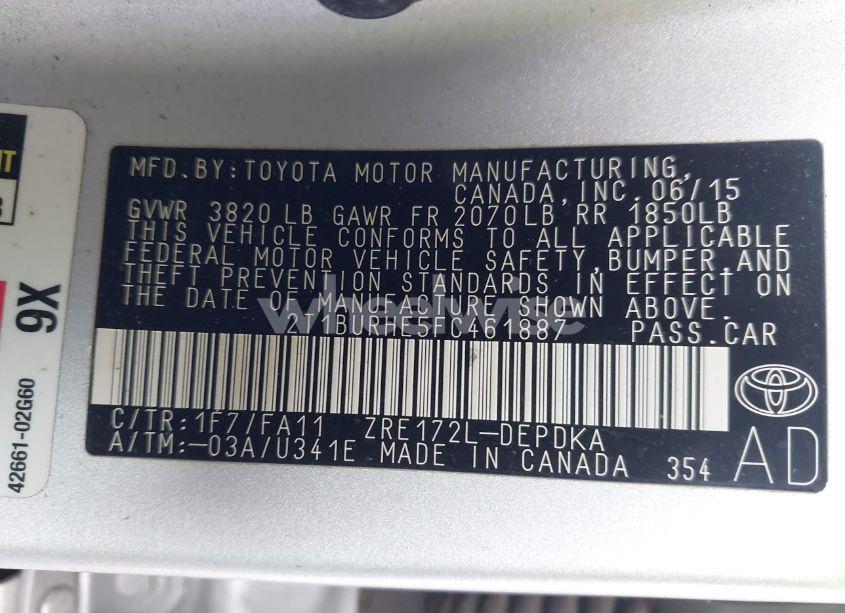 MFD. BY: TOYOTA MOTOR MANUFACTURING,
CANADA, INC. 06/15
GVWR 3820 LB GAWR FR 2070LB RR 1850LB
THIS VEHICLE CONFORMS TO ALL APPLICABLE
FEDERAL MOTOR VEHICLE SAFETY, BUMPER, AND
THEFT PREVENTION STANDARDS IN EFFECT ON
THE DATE OF MANUFACTURE SHOWN ABOVE.
PASS. CAR
C/TR: 1F7/FA11 ZRE172L-DEPDKA
A/TM: -03A/U341E MADE IN CANADA 354
AD
9X
42661-02G60
wheelwise